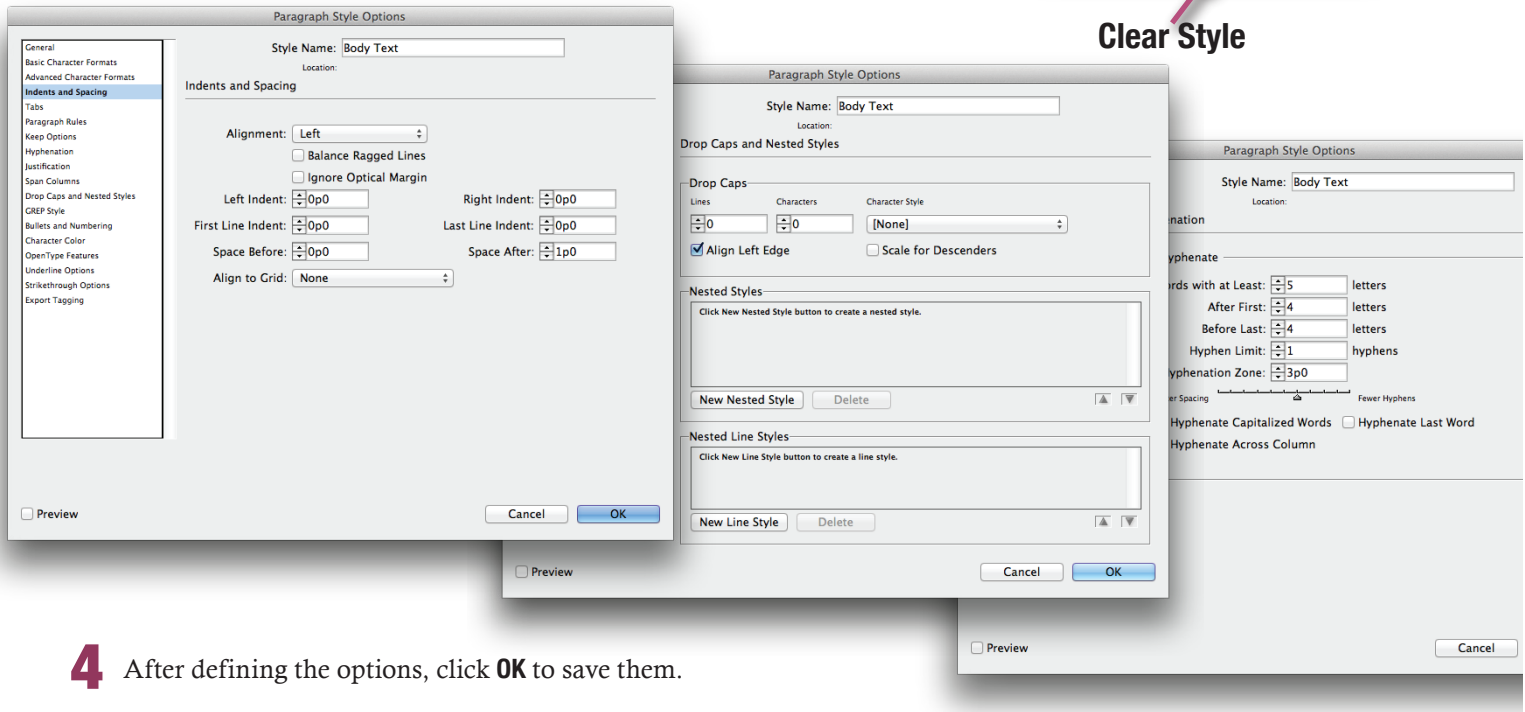 Clear Style
Paragraph Style Options
General
Basic Character Formats
Advanced Character Formats
Indents and Spacing
Tabs
Paragraph Rules
Keep Options
Hyphenation
Justification
Span Columns
Drop Caps and Nested Styles
GREP Style
Bullets and Numbering
Character Color
OpenType Features
Underline Options
Strikethrough Options
Export Tagging
Style Name: Body Text
Location:
Indents and Spacing
Alignment: Left
Balance Ragged Lines
Ignore Optical Margin
Left Indent: 0p0 Right Indent: 0p0
First Line Indent: 0p0 Last Line Indent: 0p0
Space Before: 0p0 Space After: 1p0
Align to Grid: None
Preview Cancel OK
Paragraph Style Options
Style Name: Body Text
Location:
Drop Caps and Nested Styles
Drop Caps
Lines Characters Character Style
0 0 [None]
Align Left Edge Scale for Descenders
Nested Styles
Click New Nested Style button to create a nested style.
New Nested Style Delete
Nested Line Styles
Click New Line Style button to create a line style.
New Line Style Delete
Preview Cancel OK
Paragraph Style Options
Style Name: Body Text
Location:
nation
yphenate
rds with at Least: 5 letters
After First: 4 letters
Before Last: 4 letters
Hyphen Limit: 1 hyphens
yphenation Zone: 3p0
er Spacing Fewer Hyphens
Hyphenate Capitalized Words Hyphenate Last Word
Hyphenate Across Column
Preview Cancel
4 After defining the options, click OK to save them.